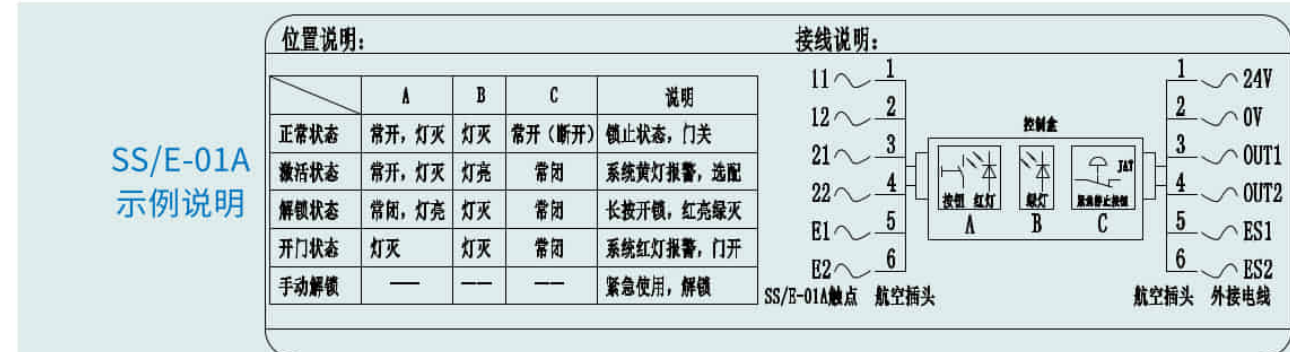 SS/E-01A
示例说明
位置说明:
A B C 说明
正常状态 常开,灯灭 灯灭 常开(断开) 锁止状态,门关
激活状态 常开,灯灭 灯亮 常闭 系统黄灯报警,选配
解锁状态 常闭,灯亮 灯灭 常闭 长按开锁,红亮绿灭
开门状态 灯灭 灯灭 常闭 系统红灯报警,门开
手动解锁 —— —— —— 紧急使用,解锁
接线说明:
11 1
12 2
21 3
22 4
E1 5
E2 6
SS/E-01A触点 航空插头
控制盒
按钮 红灯
A
绿灯
B
JAT
紧急停止按钮
C
1 24V
2 0V
3 OUT1
4 OUT2
5 ES1
6 ES2
航空插头 外接电线